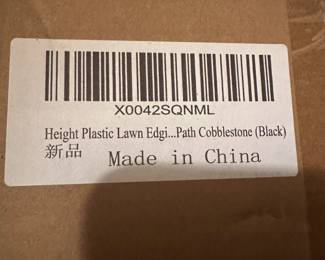 X0042SQNML
Height Plastic Lawn Edgi...Path Cobblestone (Black)
新品
Made in China